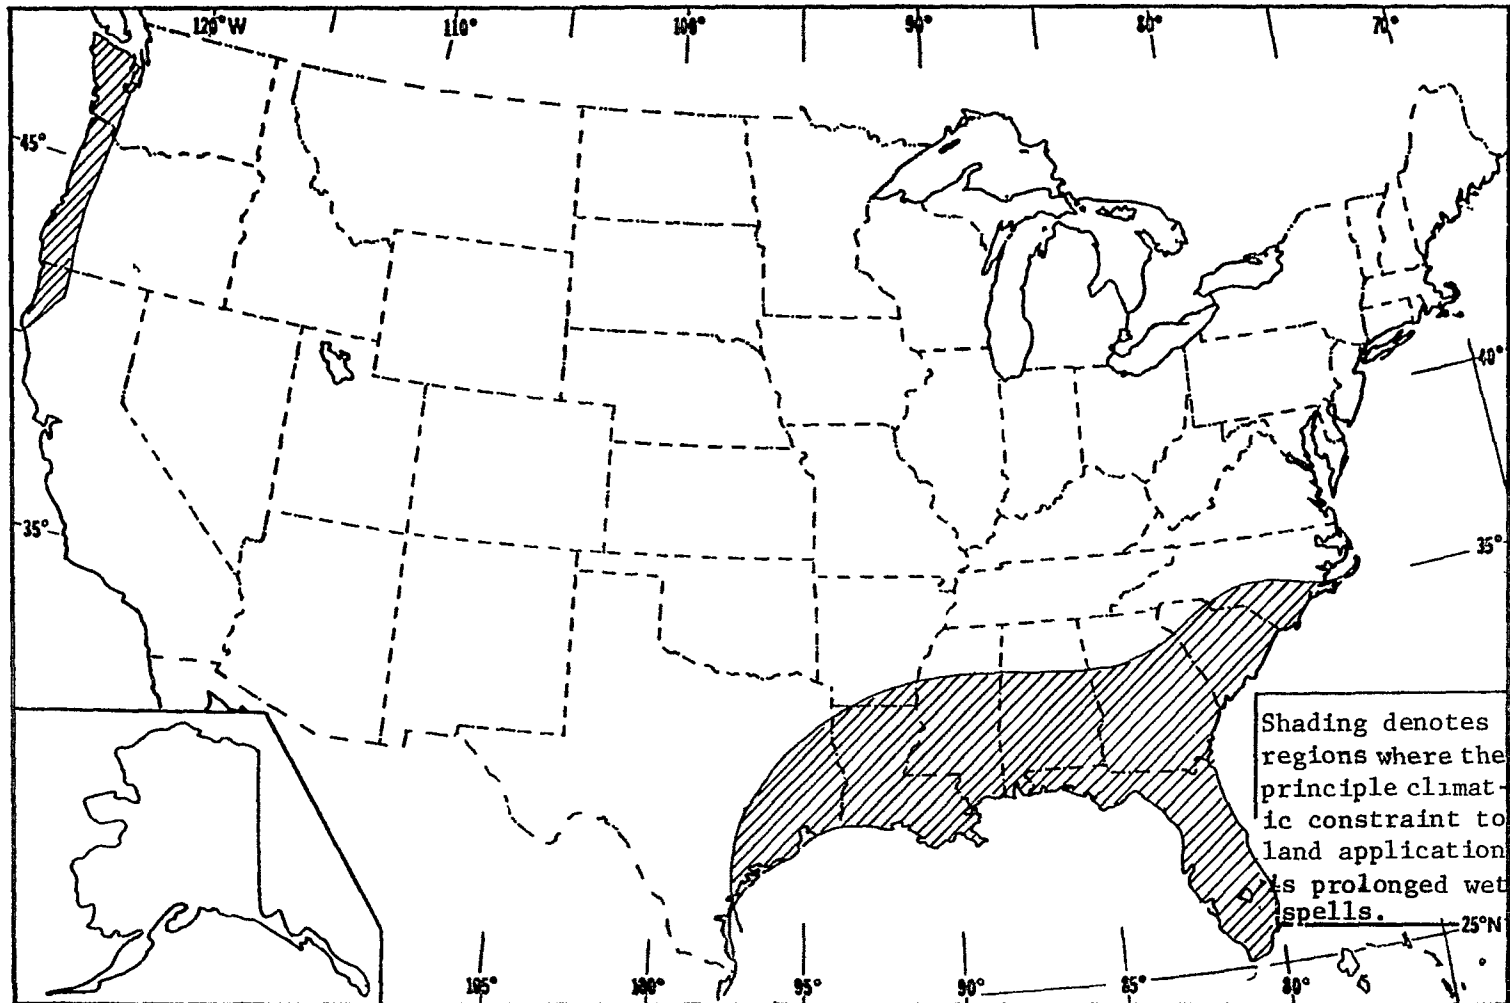 120°W 110° 100° 90° 80° 70°
45°
40°
35° 35°
Shading denotes
regions where the
principle climat-
ic constraint to
land application
is prolonged wet
spells.
25°N
105° 100° 95° 90° 85° 80°